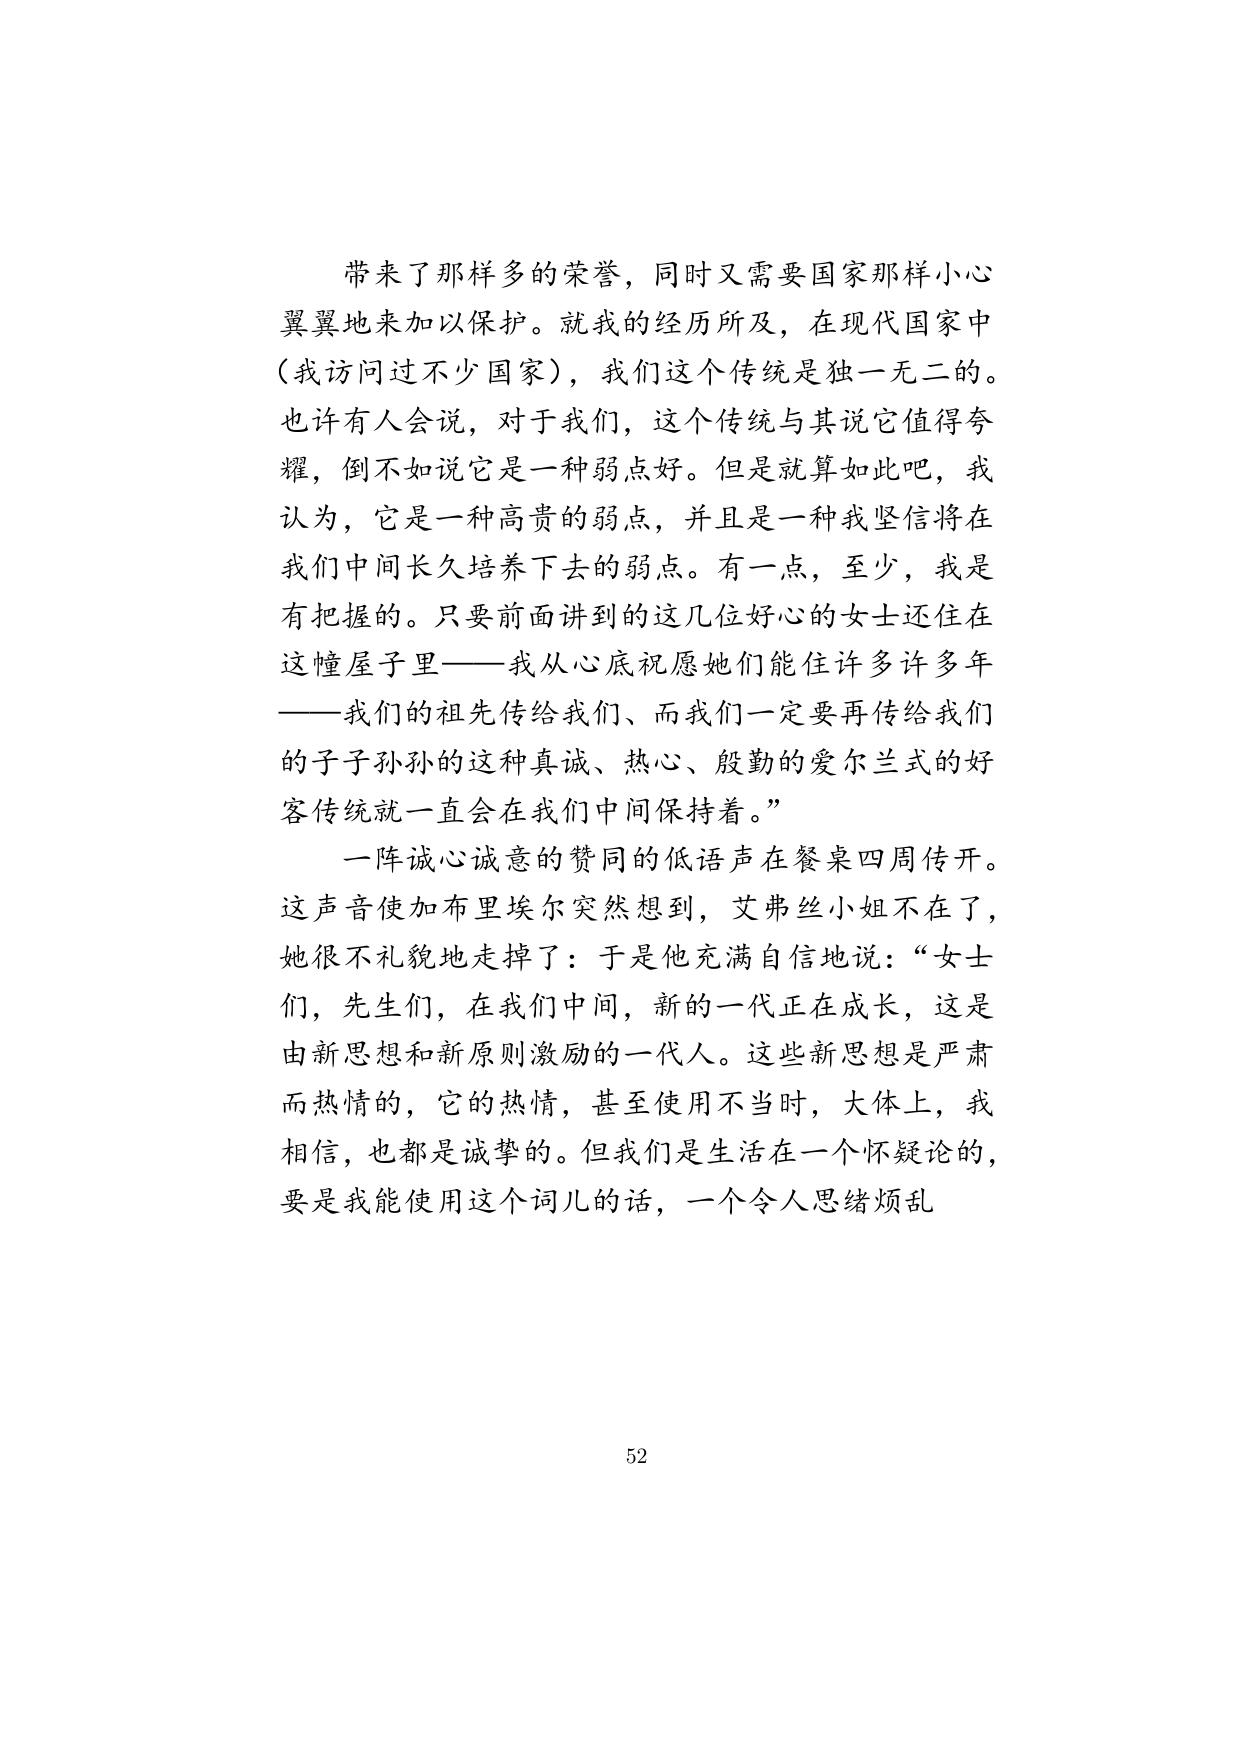 带来了那样多的荣誉，同时又需要国家那样小心
翼翼地来加以保护。就我的经历所及，在现代国家中
（我访问过不少国家），我们这个传统是独一无二的。
也许有人会说，对于我们，这个传统与其说它值得夸
耀，倒不如说它是一种弱点好。但是就算如此吧，我
认为，它是一种高贵的弱点，并且是一种我坚信将在
我们中间长久培养下去的弱点。有一点，至少，我是
有把握的。只要前面讲到的这几位好心的女士还住在
这幢屋子里——我从心底祝愿她们能住许多许多年
——我们的祖先传给我们、而我们一定要再传给我们
的子子孙孙的这种真诚、热心、殷勤的爱尔兰式的好
客传统就一直会在我们中间保持着。”
一阵诚心诚意的赞同的低语声在餐桌四周传开。
这声音使加布里埃尔突然想到，艾弗丝小姐不在了，
她很不礼貌地走掉了：于是他充满自信地说：“女士
们，先生们，在我们中间，新的一代正在成长，这是
由新思想和新原则激励的一代人。这些新思想是严肃
而热情的，它的热情，甚至使用不当时，大体上，我
相信，也都是诚挚的。但我们是生活在一个怀疑论的，
要是我能使用这个词儿的话，一个令人思绪烦乱
52